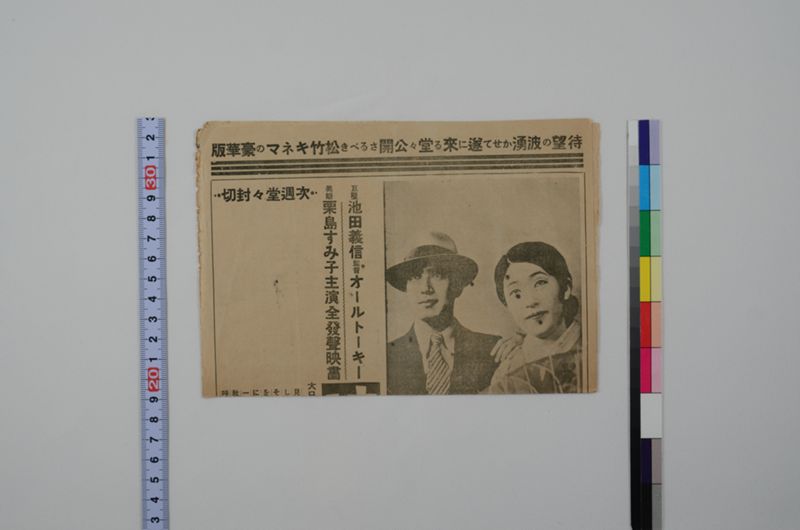 待望の波湧かせて遂に來る堂々公開さるべき松竹キネマの豪華版
池田義信監督オールトーキー
栗島すみ子主演全發聲映畫
‥次週堂々封切‥